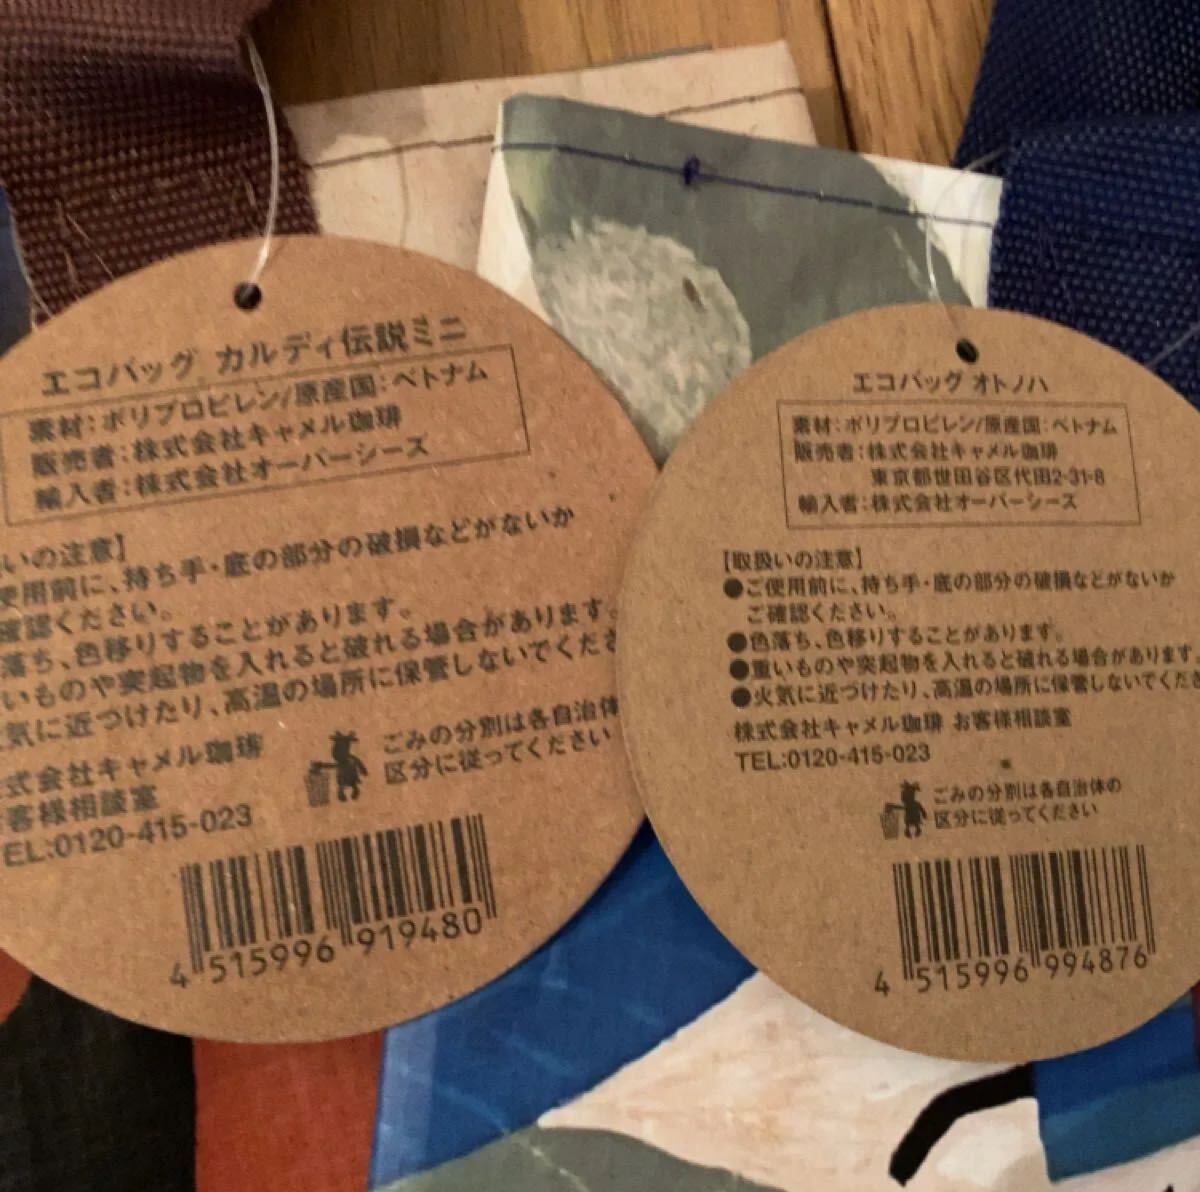 エコバッグ カルディ伝説ミニ
素材:ポリプロピレン/原産国:ベトナム
販売者:株式会社キャメル珈琲
輸入者:株式会社オーバーシーズ
いの注意】
使用前に、持ち手・底の部分の破損などがないか
確認ください。
落ち、色移りすることがあります。
いものや突起物を入れると破れる場合があります。
気に近づけたり、高温の場所に保管しないでくださ
式会社キャメル珈琲
客様相談室
EL:0120-415-023
ごみの分別は各自治体
区分に従ってください
4 515996 919480
エコバッグ オトノハ
素材:ポリプロピレン/原産国:ベトナム
販売者:株式会社キャメル珈琲
東京都世田谷区代田2-31-8
輸入者:株式会社オーバーシーズ
【取扱いの注意】
●ご使用前に、持ち手・底の部分の破損などがないか
ご確認ください。
●色落ち、色移りすることがあります。
●重いものや突起物を入れると破れる場合があります。
●火気に近づけたり、高温の場所に保管しないでくださ
株式会社キャメル珈琲 お客様相談室
TEL:0120-415-023
ごみの分別は各自治体の
区分に従ってください
4 515996 994876